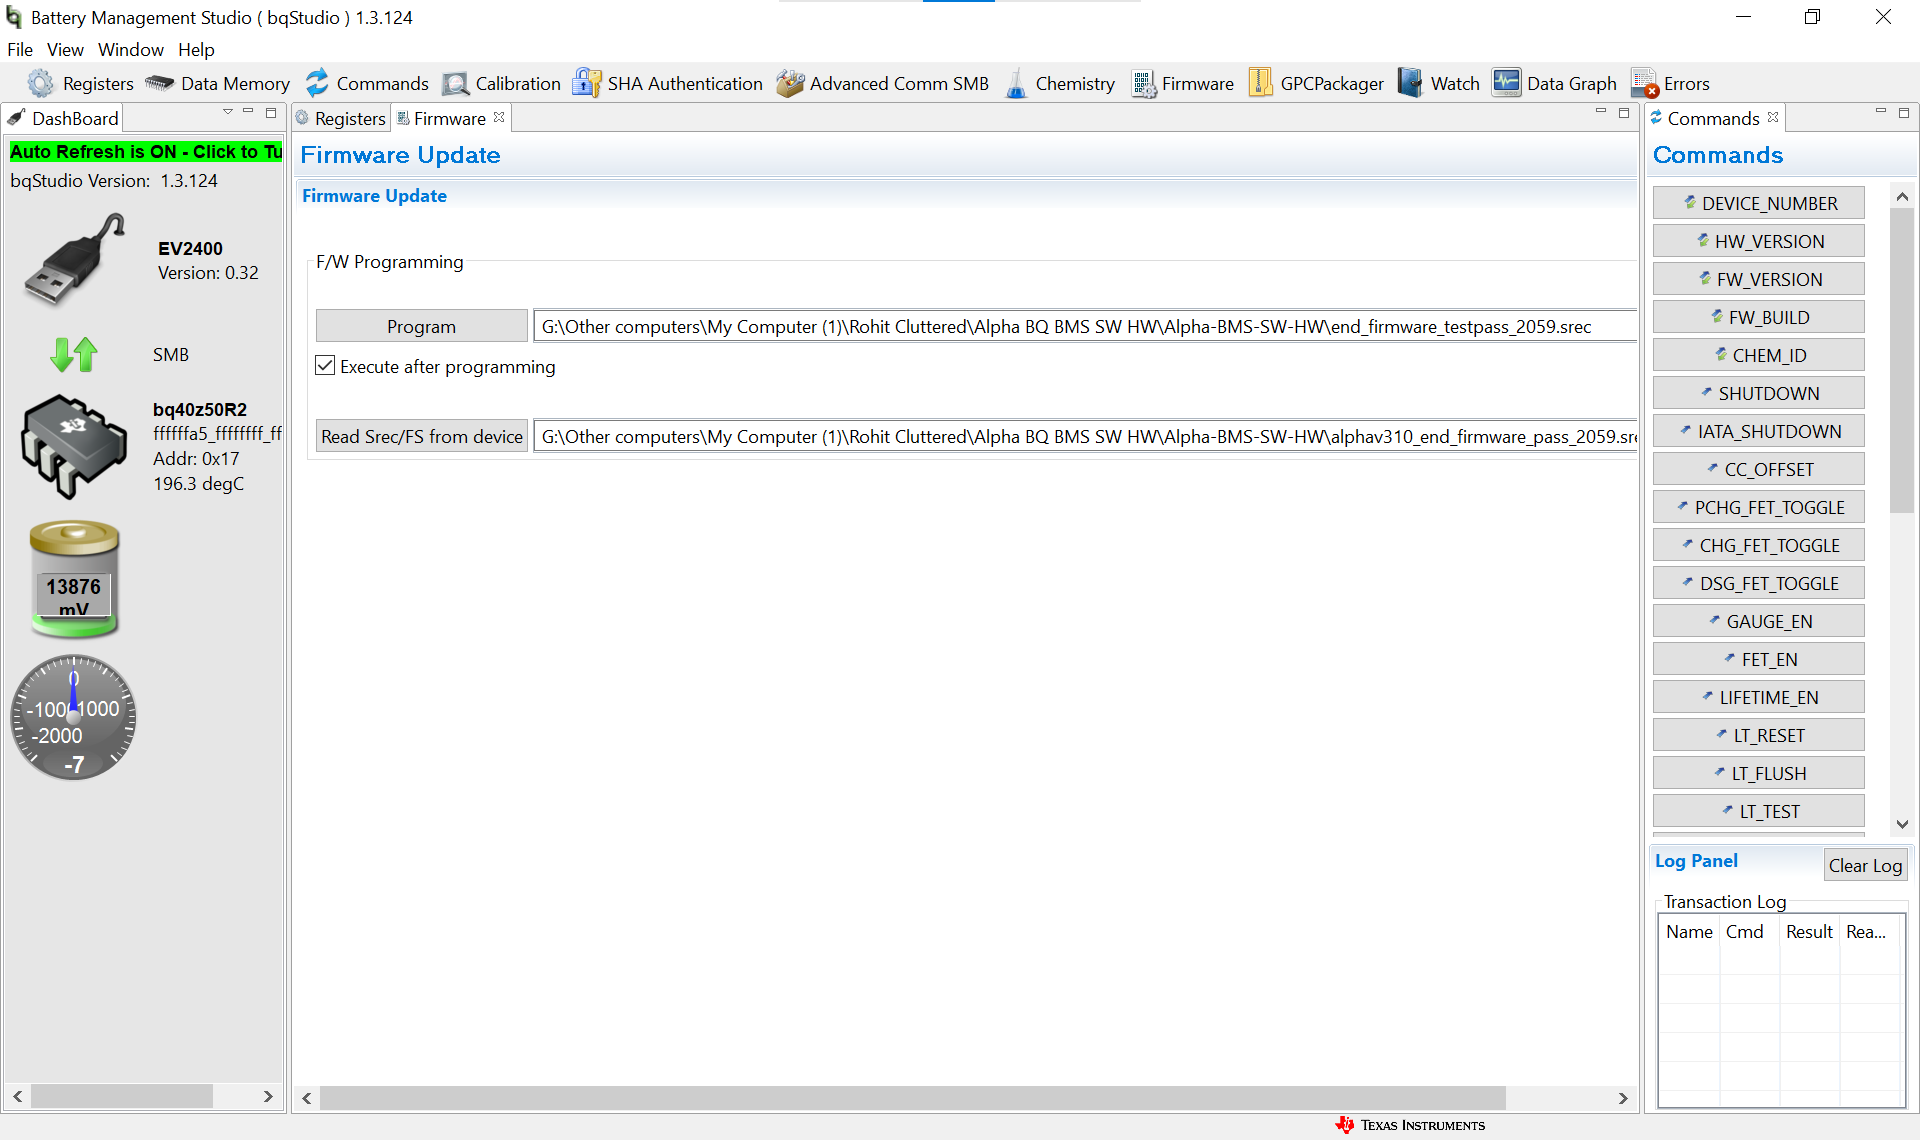 Battery Management Studio ( bqStudio ) 1.3.124
File View Window Help
Registers Data Memory Commands Calibration SHA Authentication Advanced Comm SMB Chemistry Firmware GPCPackager Watch Data Graph Errors
DashBoard
Auto Refresh is ON - Click to Tu
bqStudio Version: 1.3.124
EV2400
Version: 0.32
SMB
bq40z50R2
ffffffa5_ffffffff_ff
Addr: 0x17
196.3 degC
13876
mV
0
-1000 1000
-2000
-7
Registers Firmware
Firmware Update
Firmware Update
F/W Programming
Program
G:\Other computers\My Computer (1)\Rohit Cluttered\Alpha BQ BMS SW HW\Alpha-BMS-SW-HW\end_firmware_testpass_2059.srec
Execute after programming
Read Srec/FS from device
G:\Other computers\My Computer (1)\Rohit Cluttered\Alpha BQ BMS SW HW\Alpha-BMS-SW-HW\alphav310_end_firmware_pass_2059.sre
Commands
Commands
DEVICE_NUMBER
HW_VERSION
FW_VERSION
FW_BUILD
CHEM_ID
SHUTDOWN
IATA_SHUTDOWN
CC_OFFSET
PCHG_FET_TOGGLE
CHG_FET_TOGGLE
DSG_FET_TOGGLE
GAUGE_EN
FET_EN
LIFETIME_EN
LT_RESET
LT_FLUSH
LT_TEST
Log Panel
Clear Log
Transaction Log
Name Cmd Result Rea...
TEXAS INSTRUMENTS